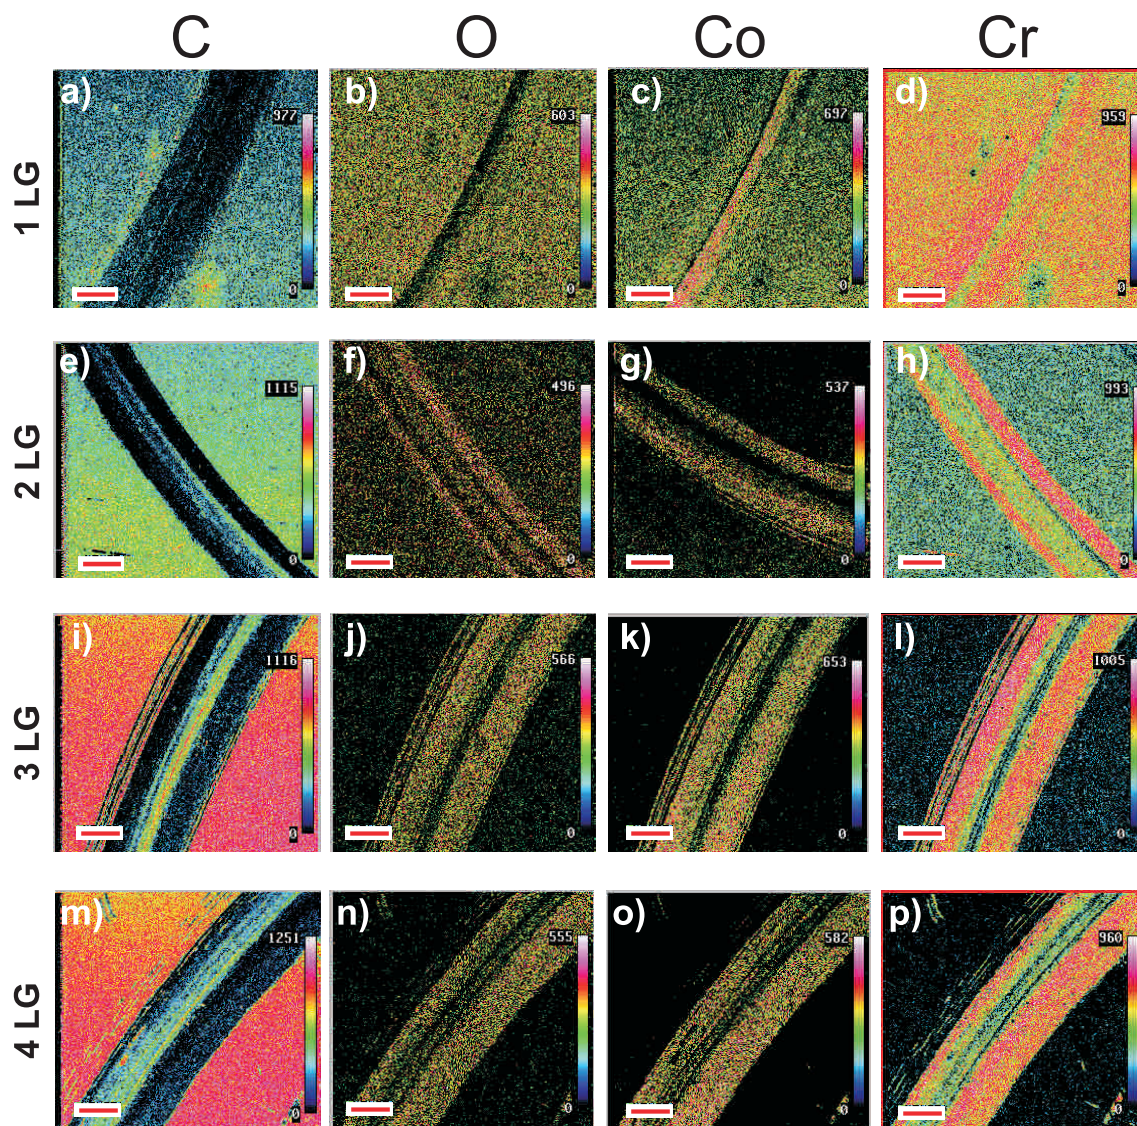 C O Co Cr
1 LG
a) 977 0
b) 603 0
c) 697 0
d) 959 0
2 LG
e) 1115 0
f) 496 0
g) 537 0
h) 993 0
3 LG
i) 1116 0
j) 566 0
k) 653 0
l) 1005 0
4 LG
m) 1251 0
n) 555 0
o) 582 0
p) 960 0